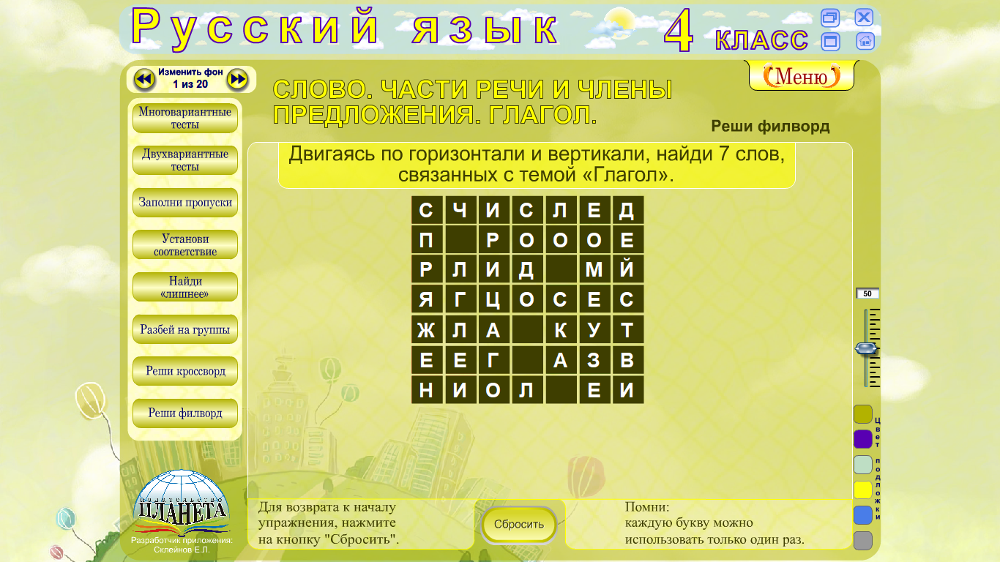 Русский язык 4 класс
Изменить фон
1 из 20
Меню
СЛОВО. ЧАСТИ РЕЧИ И ЧЛЕНЫ
ПРЕДЛОЖЕНИЯ. ГЛАГОЛ.
Реши филворд
Многовариантные
тесты
Двухвариантные
тесты
Заполни пропуски
Установи
соответствие
Найди
«лишнее»
Разбей на группы
Реши кроссворд
Реши филворд
Двигаясь по горизонтали и вертикали, найди 7 слов,
связанных с темой «Глагол».
С Ч И С Л Е Д
П Р О О О Е
Р Л И Д М Й
Я Г Ц О С Е С
Ж Л А К У Т
Е Е Г А З В
Н И О Л Е И
50
Цвет подложки
издательство
ПЛАНЕТА
Разработчик приложения:
Склейнов Е.Л.
Для возврата к началу
упражнения, нажмите
на кнопку "Сбросить".
Сбросить
Помни:
каждую букву можно
использовать только один раз.